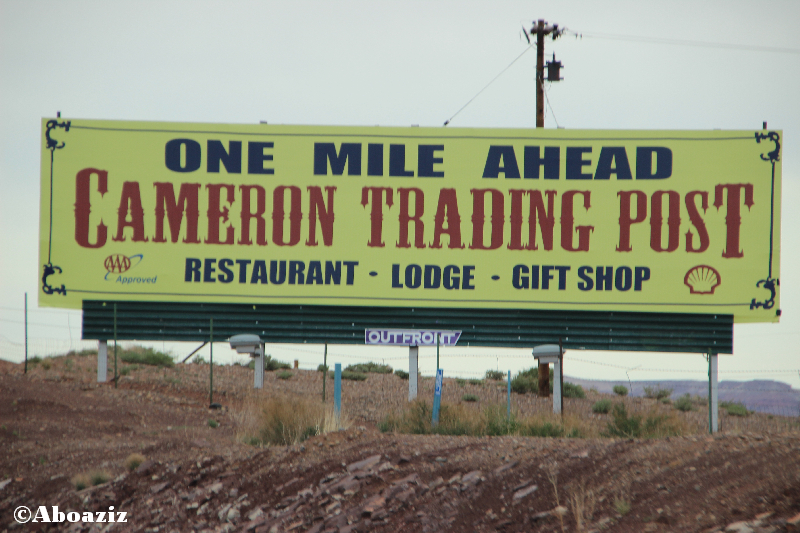 ONE MILE AHEAD
CAMERON TRADING POST
AAA
Approved
RESTAURANT · LODGE · GIFT SHOP
OUTFRONT
©Aboaziz